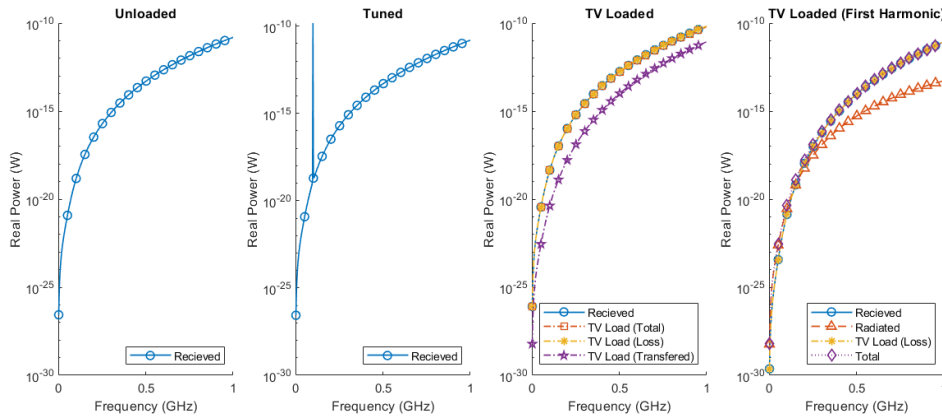 Unloaded
10^-10
10^-15
10^-20
10^-25
10^-30
Real Power (W)
0
0.5
1
Frequency (GHz)
Recieved
Tuned
10^-10
10^-15
10^-20
10^-25
10^-30
Real Power (W)
0
0.5
1
Frequency (GHz)
Recieved
TV Loaded
10^-10
10^-15
10^-20
10^-25
10^-30
Real Power (W)
0
0.5
1
Frequency (GHz)
Recieved
TV Load (Total)
TV Load (Loss)
TV Load (Transfered)
TV Loaded (First Harmonic)
10^-10
10^-15
10^-20
10^-25
10^-30
Real Power (W)
0
0.5
1
Frequency (GHz)
Recieved
Radiated
TV Load (Loss)
Total